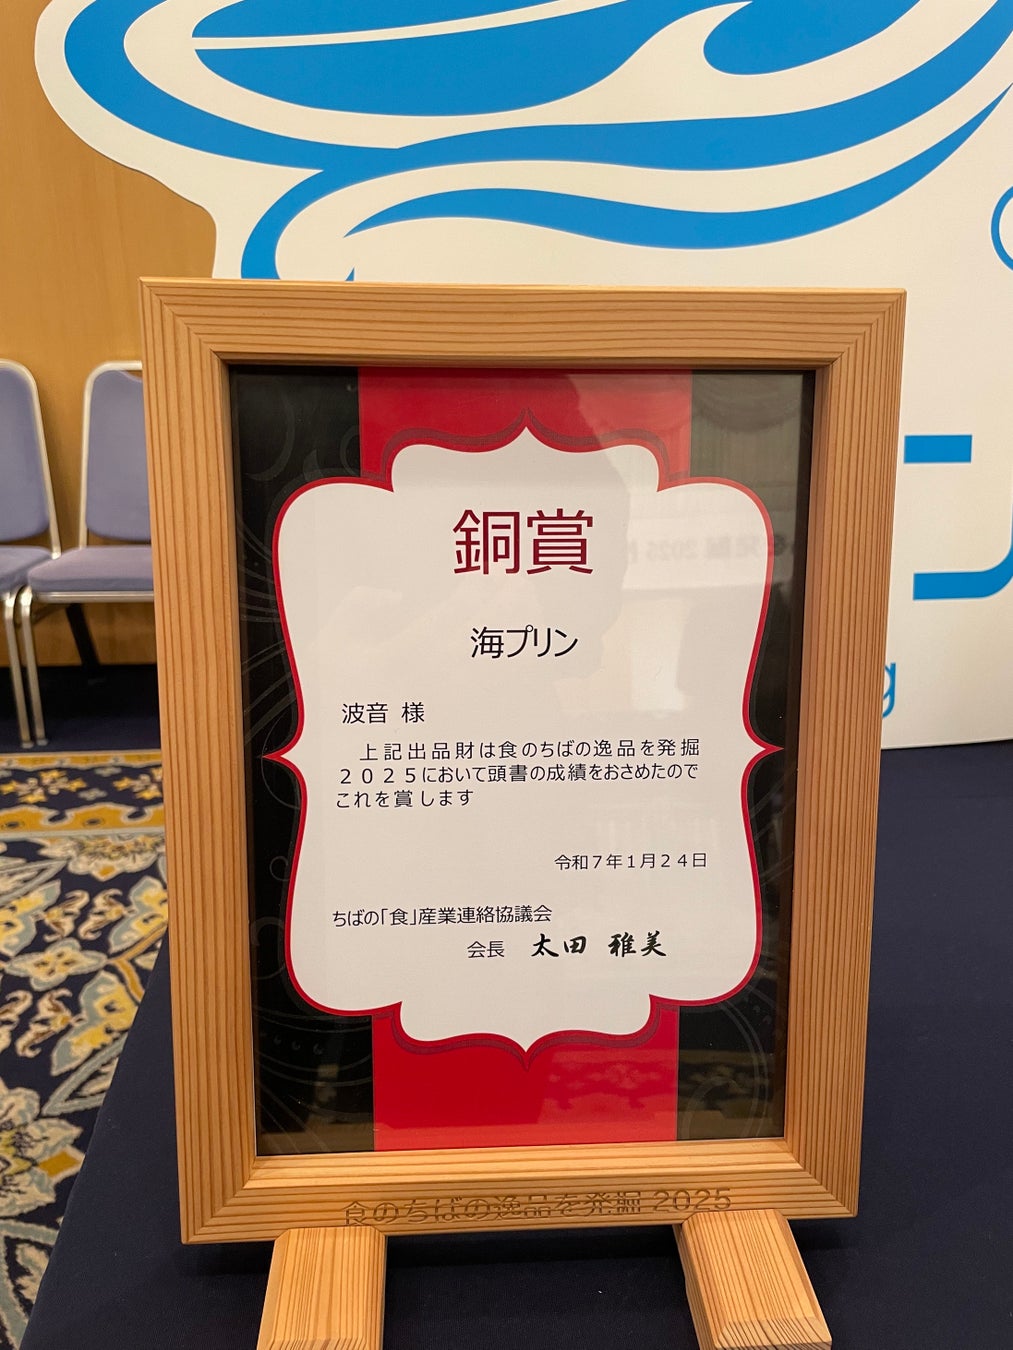 銅賞
海プリン
波音 様
上記出品財は食のちばの逸品を発掘
２０２５において頭書の成績をおさめたので
これを賞します
令和７年１月２４日
ちばの「食」産業連絡協議会
会長 太田 雅美
食のちばの逸品を発掘 2025